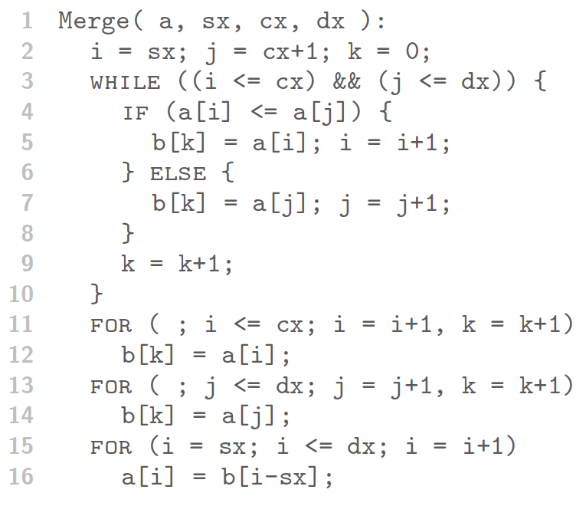 1 Merge( a, sx, cx, dx ):
2 i = sx; j = cx+1; k = 0;
3 WHILE ((i <= cx) && (j <= dx)) {
4 IF (a[i] <= a[j]) {
5 b[k] = a[i]; i = i+1;
6 } ELSE {
7 b[k] = a[j]; j = j+1;
8 }
9 k = k+1;
10 }
11 FOR ( ; i <= cx; i = i+1, k = k+1)
12 b[k] = a[i];
13 FOR ( ; j <= dx; j = j+1, k = k+1)
14 b[k] = a[j];
15 FOR (i = sx; i <= dx; i = i+1)
16 a[i] = b[i-sx];